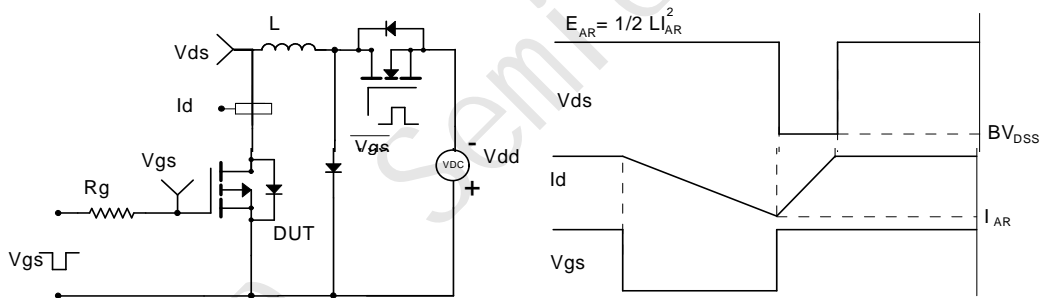 L
Vds
Id
Vgs
Vgs
Rg
DUT
Vgs
-
VDC
Vdd
+
E_AR= 1/2 LI_AR^2
Vds
BV_DSS
Id
I_AR
Vgs
Semi